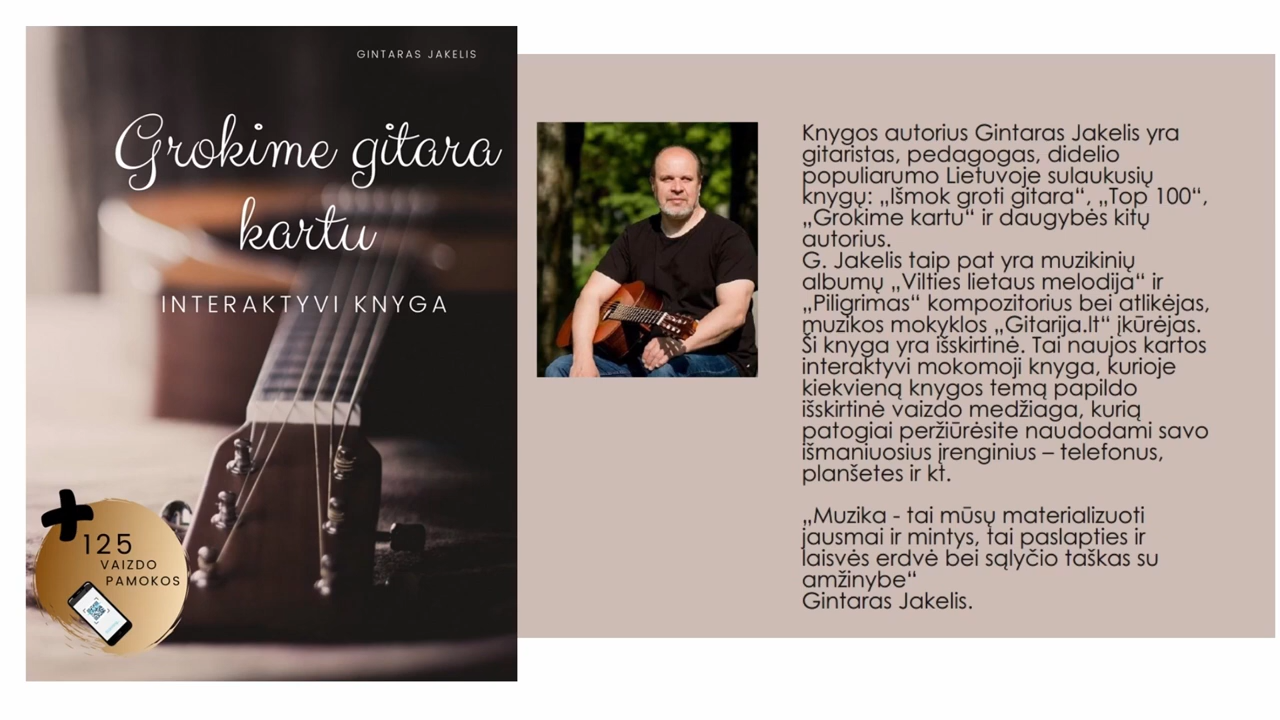 GINTARAS JAKELIS
Grokime gitara
kartu
INTERAKTYVI KNYGA
125
VAIZDO
PAMOKOS
Knygos autorius Gintaras Jakelis yra
gitaristas, pedagogas, didelio
populiarumo Lietuvoje sulaukusių
knygų: „Išmok groti gitara“, „Top 100“,
„Grokime kartu“ ir daugybės kitų
autorius.
G. Jakelis taip pat yra muzikinių
albumų „Vilties lietaus melodija“ ir
„Piligrimas“ kompozitorius bei atlikėjas,
muzikos mokyklos „Gitarija.lt“ įkūrėjas.
Ši knyga yra išskirtinė. Tai naujos kartos
interaktyvi mokomoji knyga, kurioje
kiekvieną knygos temą papildo
išskirtinė vaizdo medžiaga, kurią
patogiai peržiūrėsite naudodami savo
išmaniuosius įrenginius – telefonus,
planšetes ir kt.
„Muzika - tai mūsų materializuoti
jausmai ir mintys, tai paslapties ir
laisvės erdvė bei sąlyčio taškas su
amžinybe“
Gintaras Jakelis.